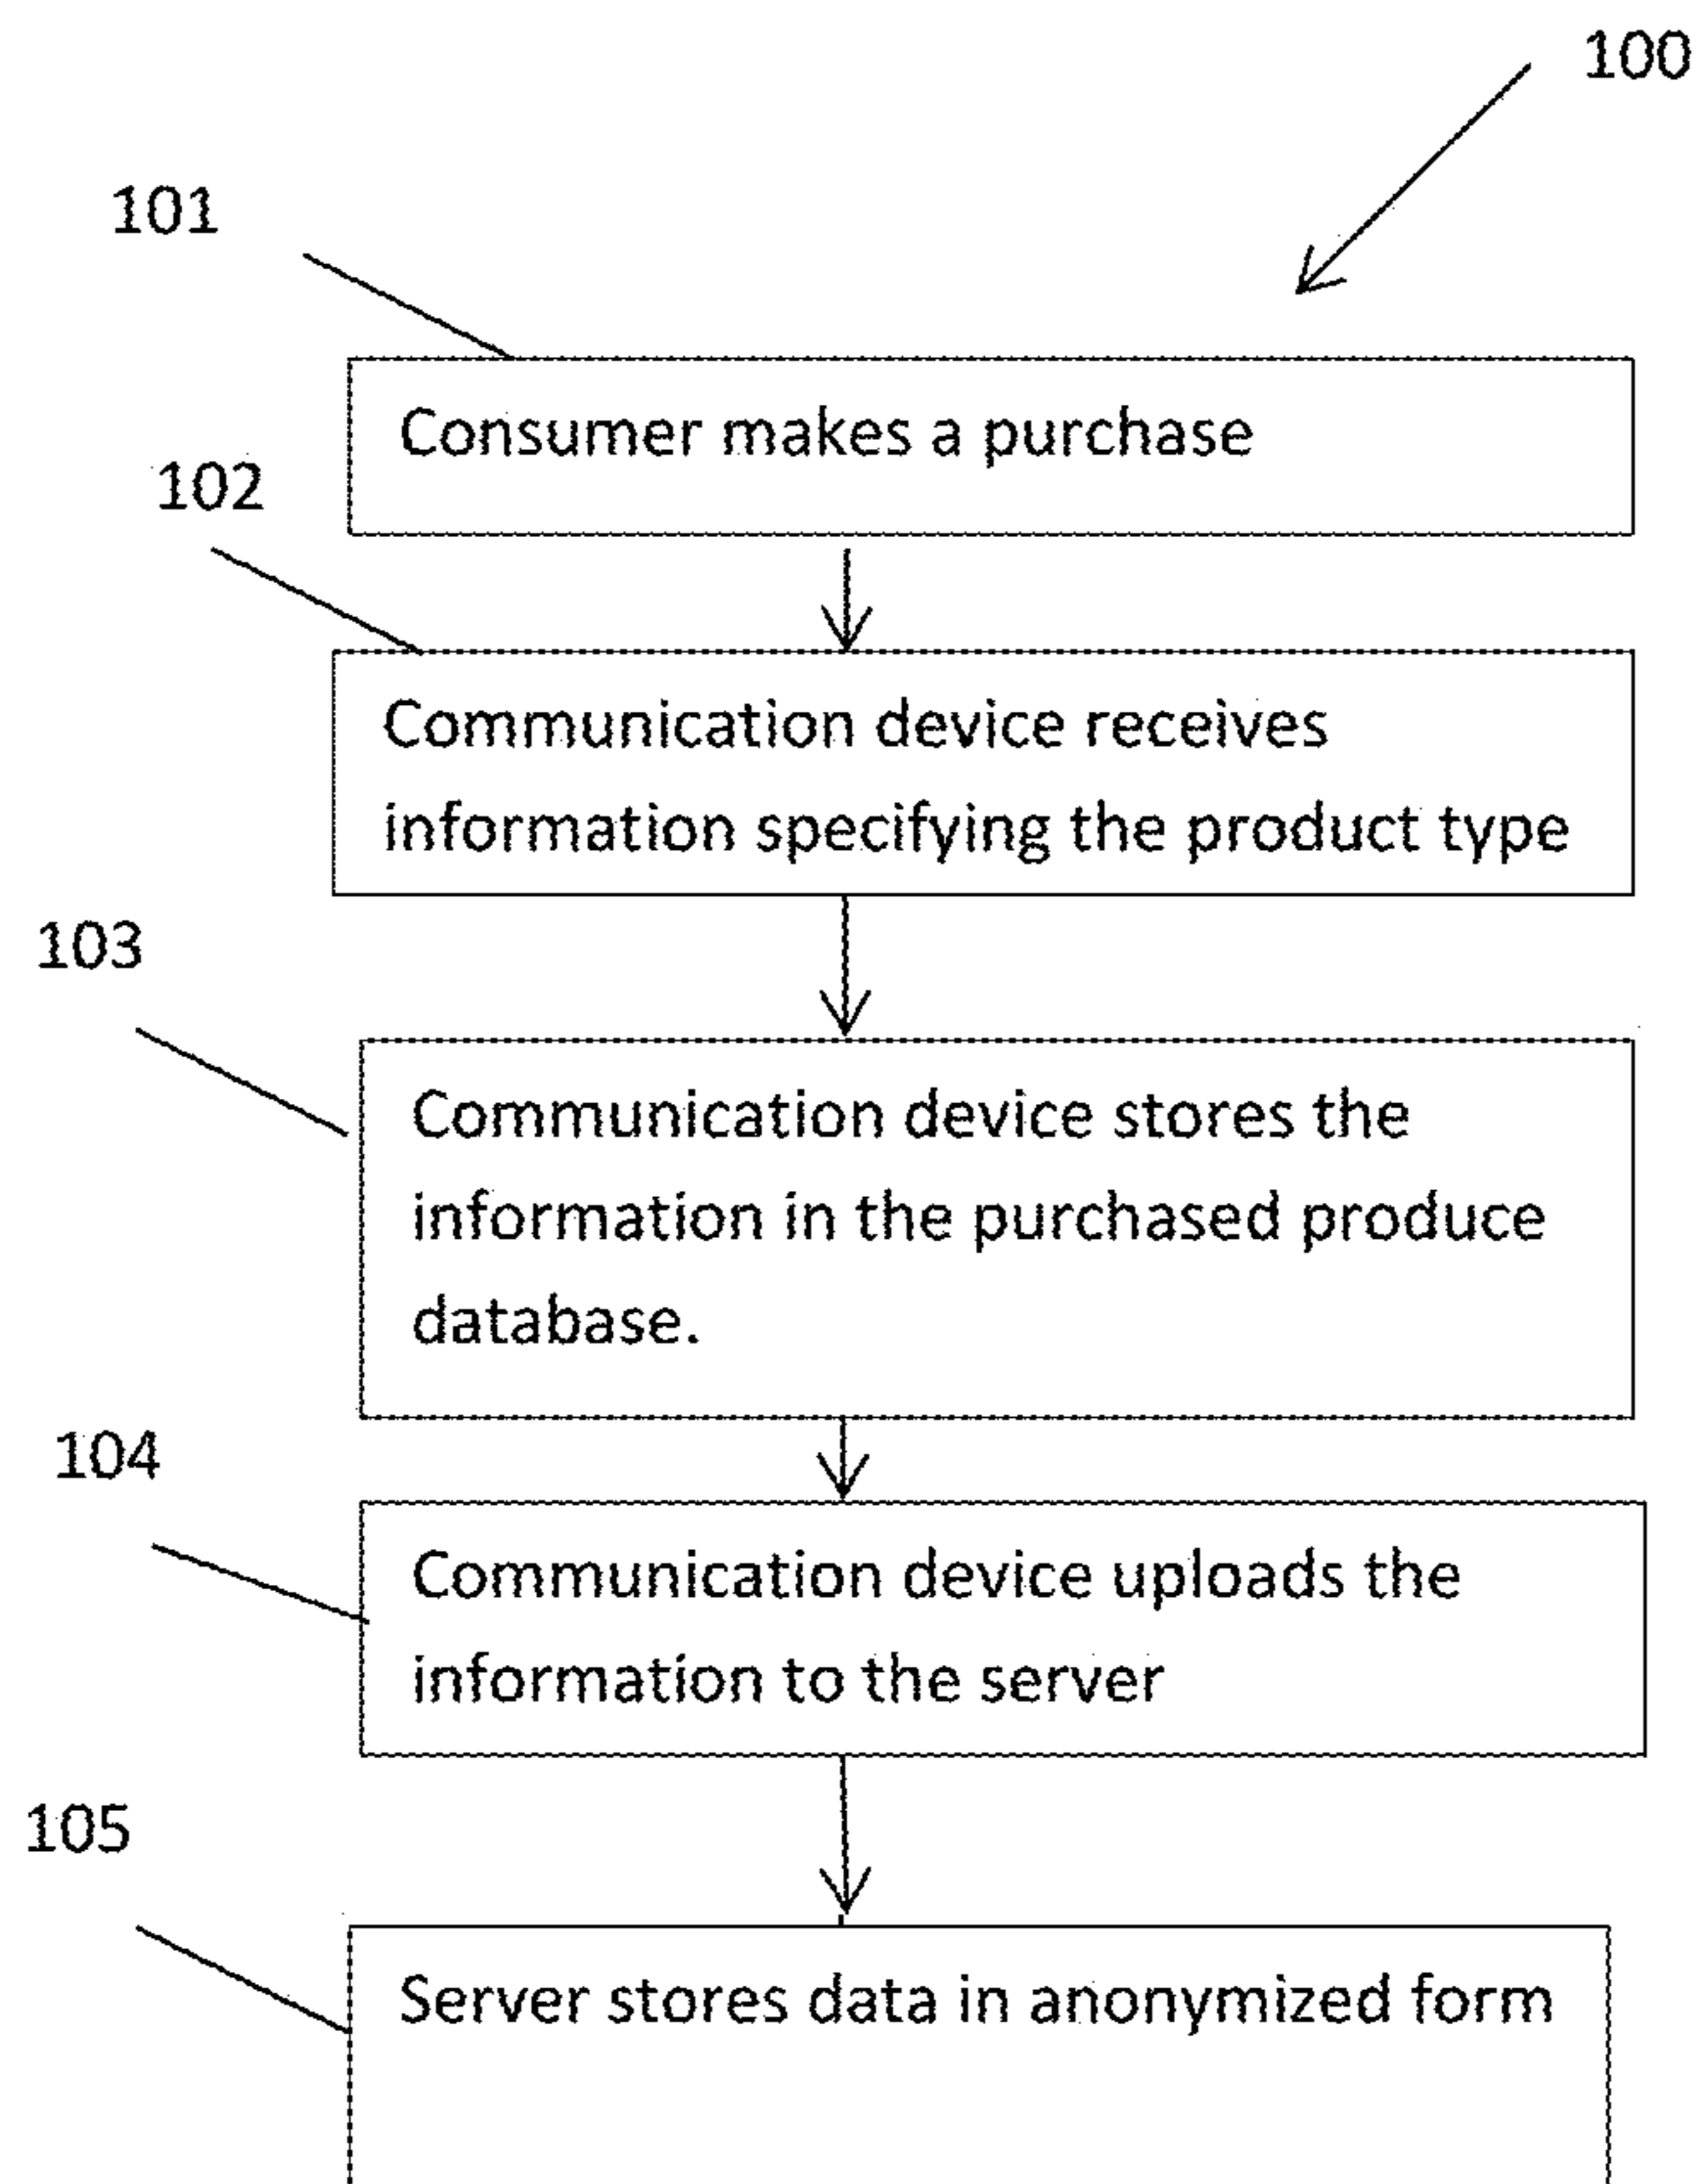 100
101
Consumer makes a purchase
102
Communication device receives
information specifying the product type
103
Communication device stores the
information in the purchased produce
database.
104
Communication device uploads the
information to the server
105
Server stores data in anonymized form